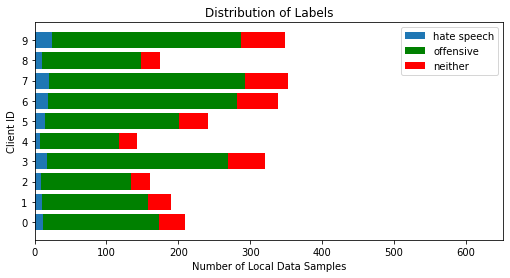 Distribution of Labels
hate speech
offensive
neither
Client ID
9
8
7
6
5
4
3
2
1
0
0 100 200 300 400 500 600
Number of Local Data Samples